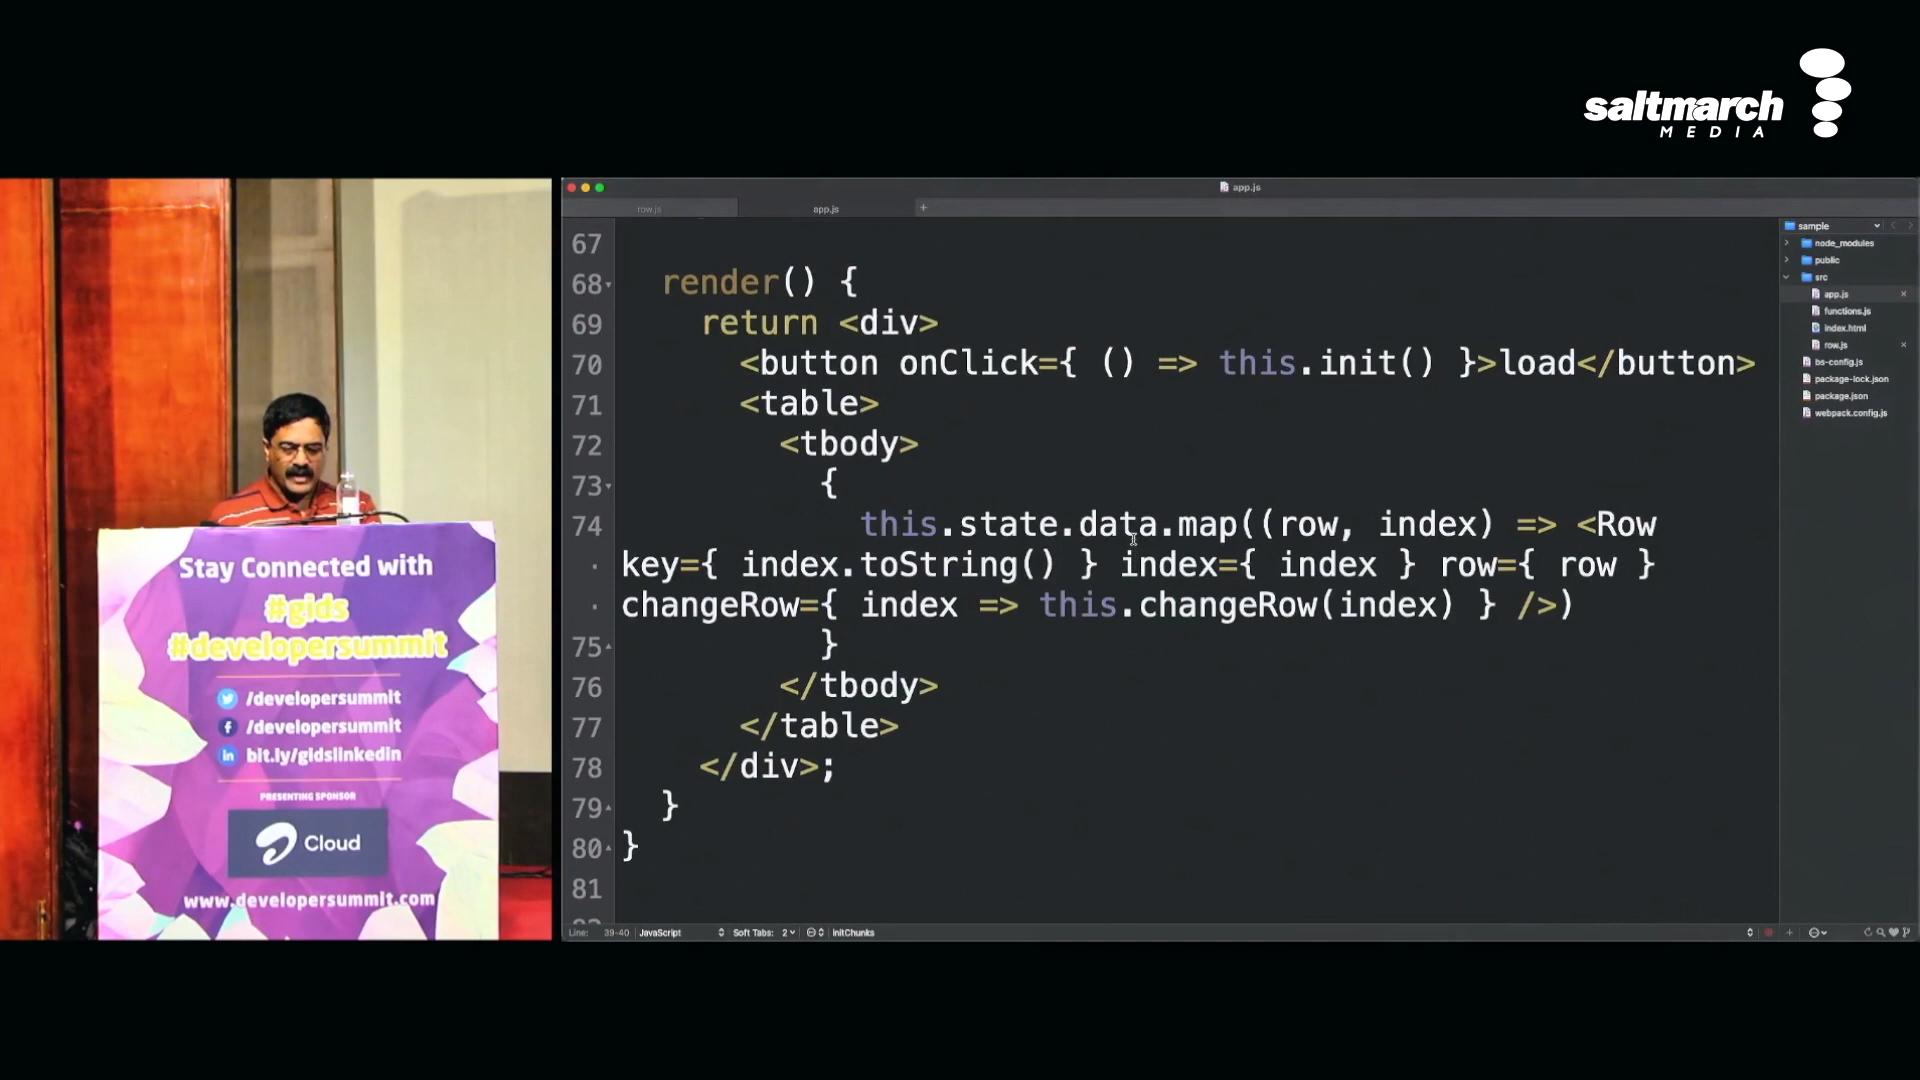 saltmarch
MEDIA
Stay Connected with
#gids
#developersummit
/developersummit
/developersummit
bit.ly/gidslinkedin
PRESENTING SPONSOR
Cloud
www.developersummit.com
app.js
row.js
app.js
+
67
68 render() {
69 return <div>
70 <button onClick={ () => this.init() }>load</button>
71 <table>
72 <tbody>
73 {
74 this.state.data.map((row, index) => <Row
key={ index.toString() } index={ index } row={ row }
changeRow={ index => this.changeRow(index) } />)
75 }
76 </tbody>
77 </table>
78 </div>;
79 }
80 }
81
sample
node_modules
public
src
app.js
functions.js
index.html
row.js
bs-config.js
package-lock.json
package.json
webpack.config.js
Line: 39-40 JavaScript Soft Tabs: 2 initChunks